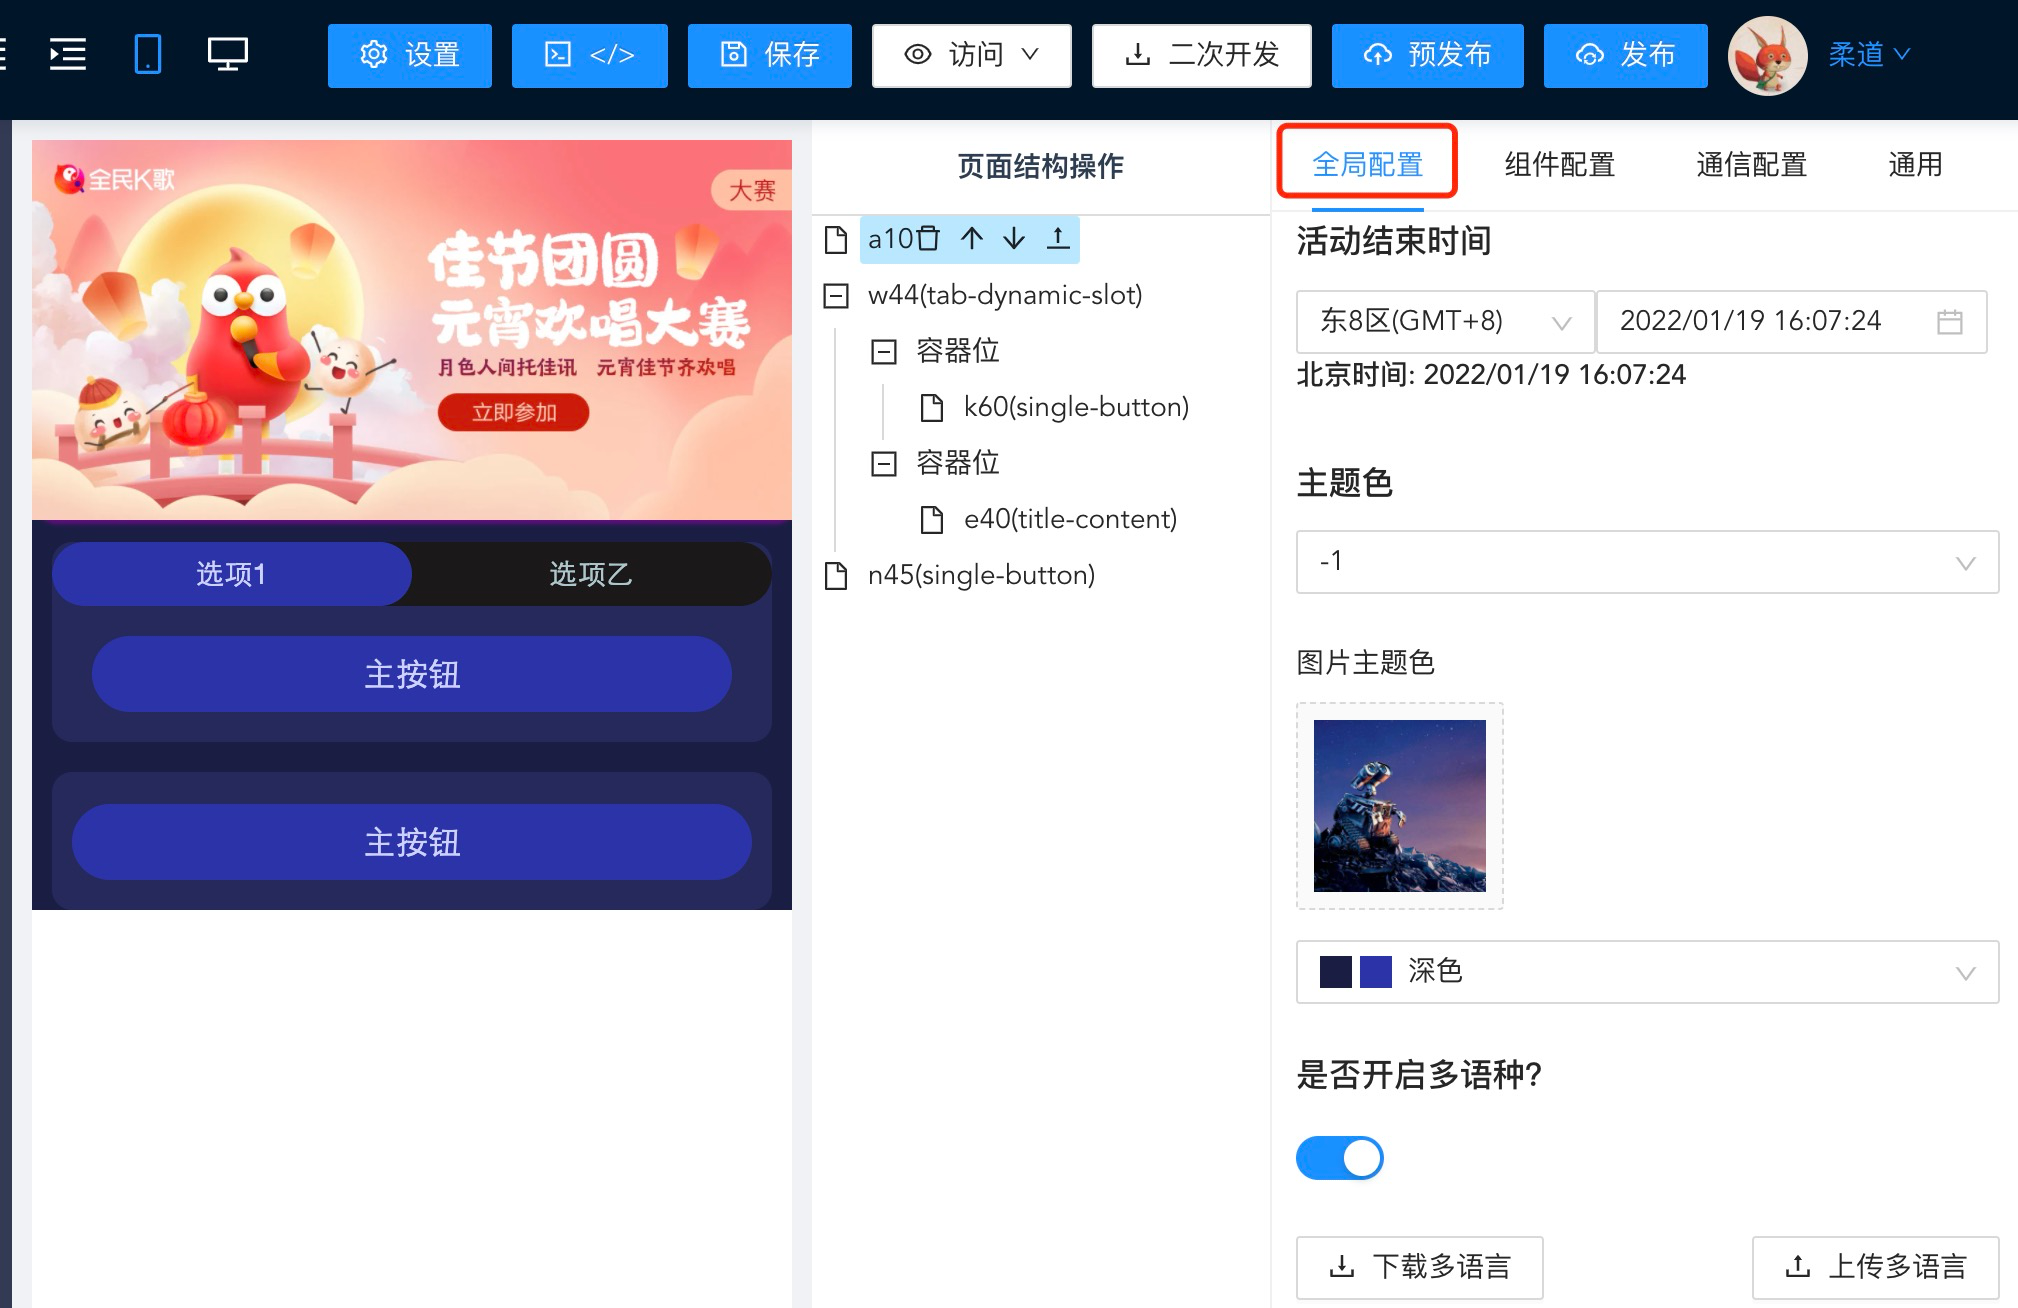 设置
</>
保存
访问
二次开发
预发布
发布
柔道
全民K歌
大赛
佳节团圆
元宵欢唱大赛
月色人间托佳讯 元宵佳节齐欢唱
立即参加
选项1
选项乙
主按钮
主按钮
页面结构操作
a10
w44(tab-dynamic-slot)
容器位
k60(single-button)
容器位
e40(title-content)
n45(single-button)
全局配置
组件配置
通信配置
通用
活动结束时间
东8区(GMT+8)
2022/01/19 16:07:24
北京时间: 2022/01/19 16:07:24
主题色
-1
图片主题色
深色
是否开启多语种?
下载多语言
上传多语言